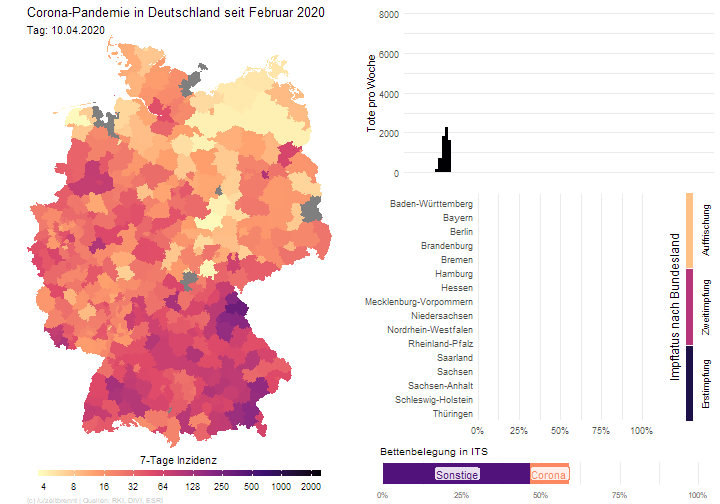 Corona-Pandemie in Deutschland seit Februar 2020
Tag: 10.04.2020
7-Tage Inzidenz
4 8 16 32 64 125 250 500 1000 2000
Tote pro Woche
8000
6000
4000
2000
0
Baden-Württemberg
Bayern
Berlin
Brandenburg
Bremen
Hamburg
Hessen
Mecklenburg-Vorpommern
Niedersachsen
Nordrhein-Westfalen
Rheinland-Pfalz
Saarland
Sachsen
Sachsen-Anhalt
Schleswig-Holstein
Thüringen
0% 25% 50% 75% 100%
Impfstatus nach Bundesland
Auffrischung
Zweitimpfung
Erstimpfung
Bettenbelegung in ITS
Sonstige Corona
0% 25% 50% 75% 100%
Quellen: RKI, DIVI, ESRI